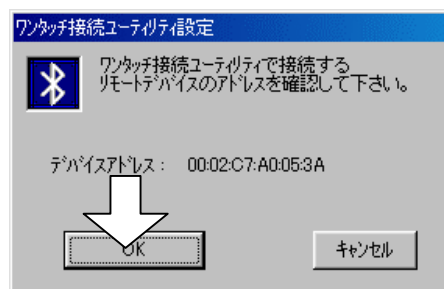 ワンタッチ接続ユーティリティ設定
ワンタッチ接続ユーティリティで接続する
リモートデバイスのアドレスを確認して下さい。
デバイスアドレス： 00:02:C7:A0:05:3A
OK
キャンセル